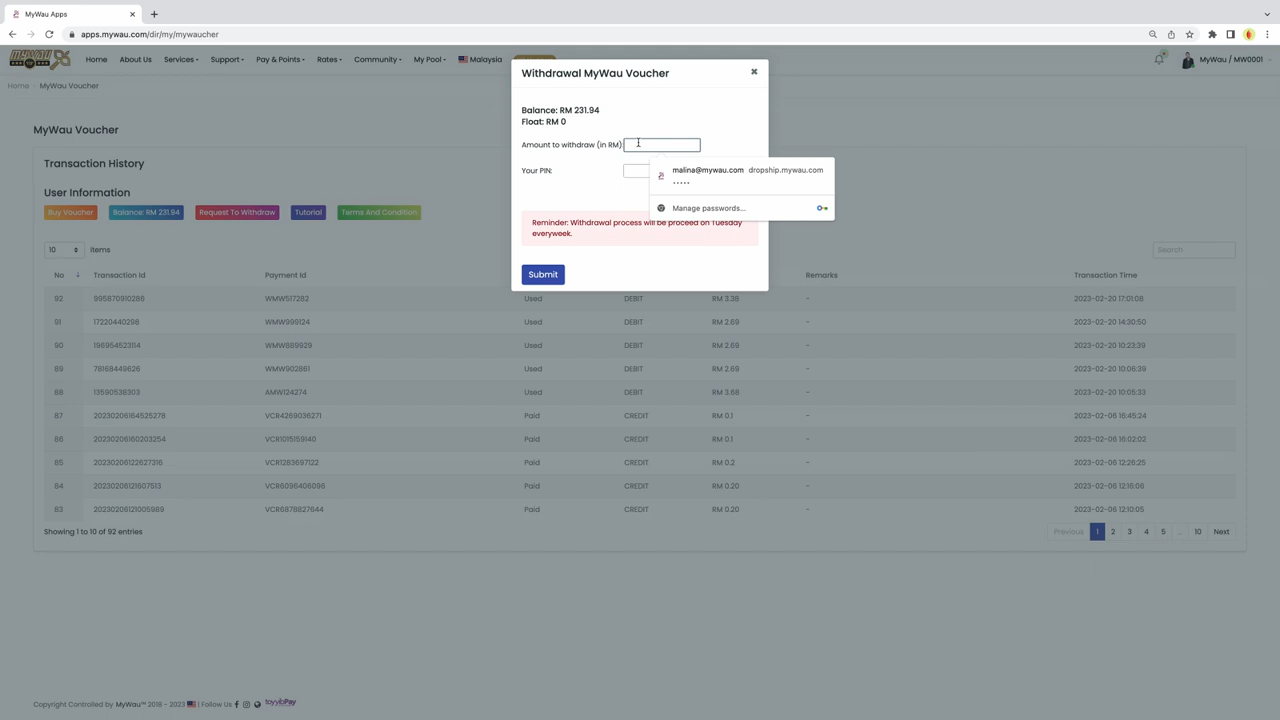 MyWau Apps
apps.mywau.com/dir/my/mywaucher
MYWAU
Home About Us Services Support Pay & Points Rates Community My Pool Malaysia MyWau / MW0001
Home MyWau Voucher
Withdrawal MyWau Voucher
Balance: RM 231.94
Float: RM 0
Amount to withdraw (in RM)
Your PIN:
malina@mywau.com dropship.mywau.com
•••••
Manage passwords...
Reminder: Withdrawal process will be proceed on Tuesday
everyweek.
Submit
MyWau Voucher
Transaction History
User Information
Buy Voucher Balance: RM 231.94 Request To Withdraw Tutorial Terms And Condition
10 items Search
No Transaction Id Payment Id Remarks Transaction Time
92 995870910288 WMW517282 Used DEBIT RM 3.38 - 2023-02-20 17:01:08
91 17220440298 WMW999124 Used DEBIT RM 2.69 - 2023-02-20 14:30:50
90 196954523114 WMW889929 Used DEBIT RM 2.69 - 2023-02-20 10:23:39
89 78168449626 WMW902861 Used DEBIT RM 2.69 - 2023-02-20 10:06:39
88 13590538303 AMW124274 Used DEBIT RM 3.68 - 2023-02-20 10:05:33
87 20230206164525278 VCR4269036271 Paid CREDIT RM 0.1 - 2023-02-06 16:45:24
86 20230206160203254 VCR1015159140 Paid CREDIT RM 0.1 - 2023-02-06 16:02:02
85 20230206122627316 VCR1283697122 Paid CREDIT RM 0.2 - 2023-02-06 12:26:25
84 20230206121607513 VCR6096406096 Paid CREDIT RM 0.20 - 2023-02-06 12:16:06
83 20230206121005989 VCR6878827644 Paid CREDIT RM 0.20 - 2023-02-06 12:10:05
Showing 1 to 10 of 92 entries Previous 1 2 3 4 5 ... 10 Next
Copyright Controlled by MyWau™ 2018 - 2023 | Follow Us toyyibPay